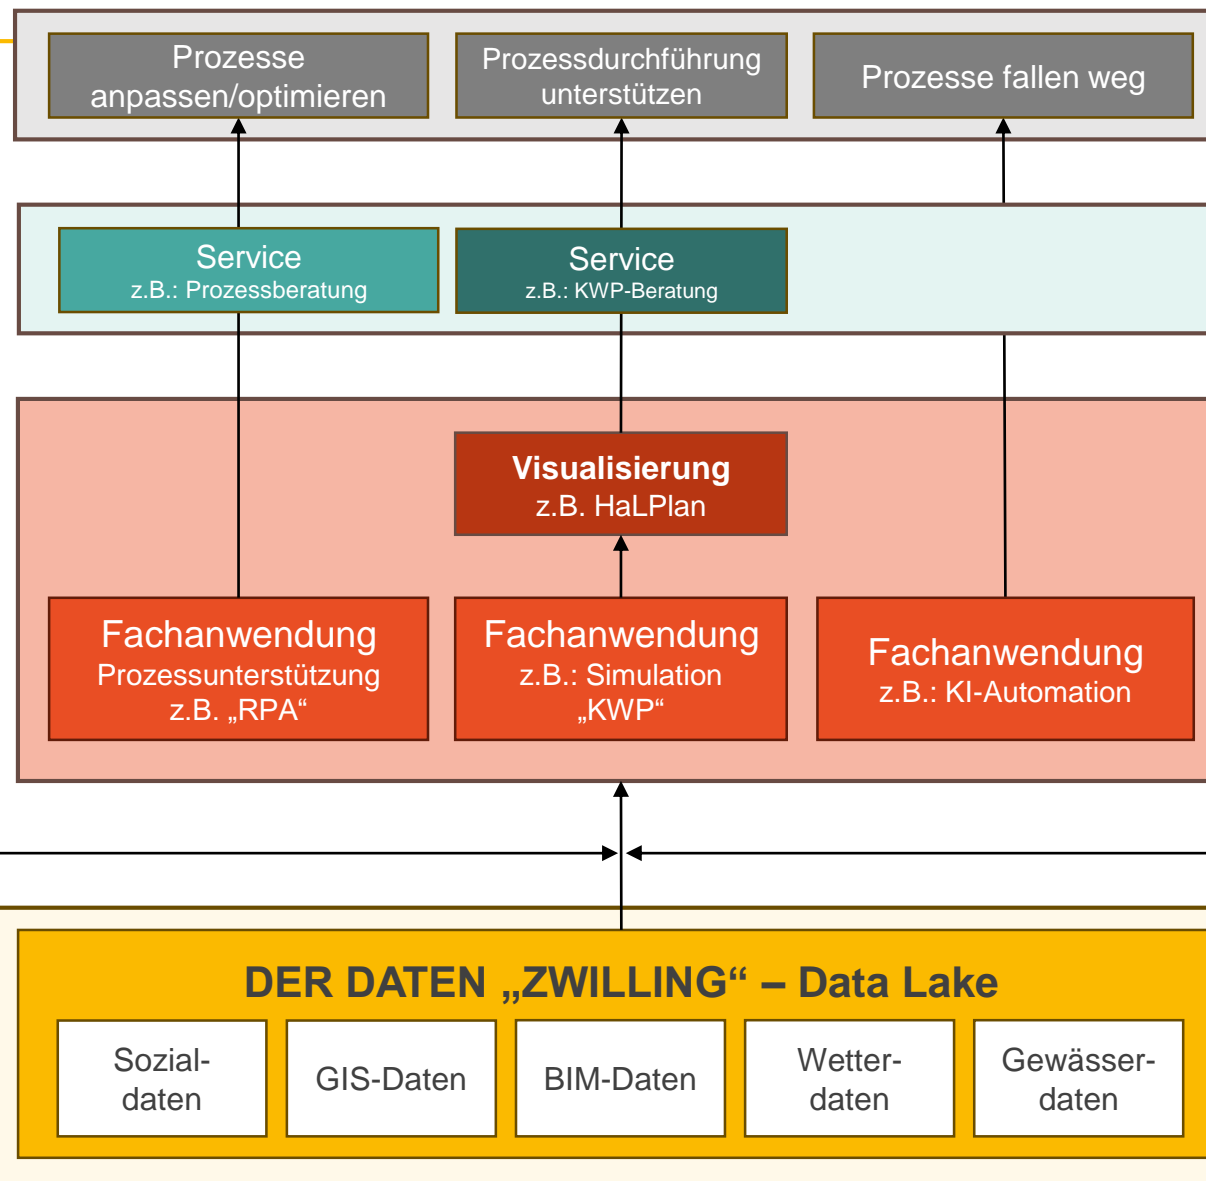 Prozesse
anpassen/optimieren
Prozessdurchführung
unterstützen
Prozesse fallen weg
Service
z.B.: Prozessberatung
Service
z.B.: KWP-Beratung
Visualisierung
z.B. HaLPlan
Fachanwendung
Prozessunterstützung
z.B. „RPA“
Fachanwendung
z.B.: Simulation
„KWP“
Fachanwendung
z.B.: KI-Automation
DER DATEN „ZWILLING“ – Data Lake
Sozial-
daten
GIS-Daten
BIM-Daten
Wetter-
daten
Gewässer-
daten